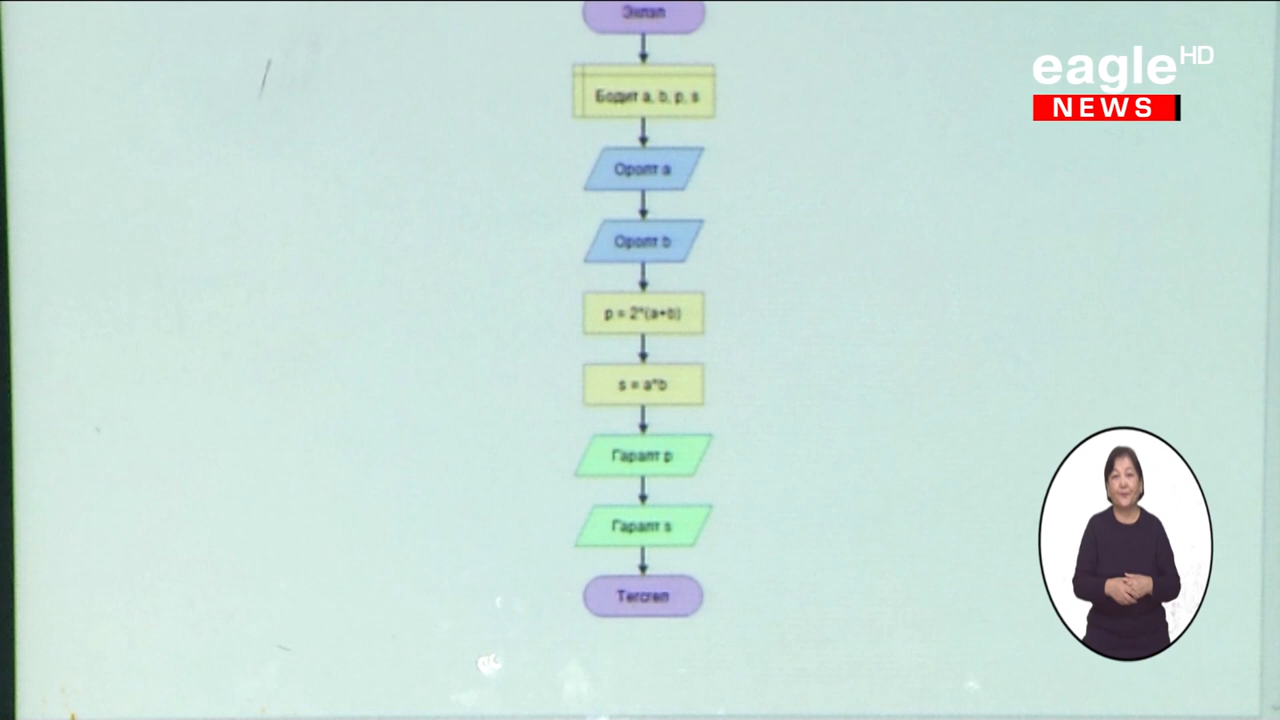 eagle HD
NEWS
Эхлэл
Бодит a, b, p, s
Оролт a
Оролт b
p = 2*(a+b)
s = a*b
Гаралт p
Гаралт s
Төгсгөл